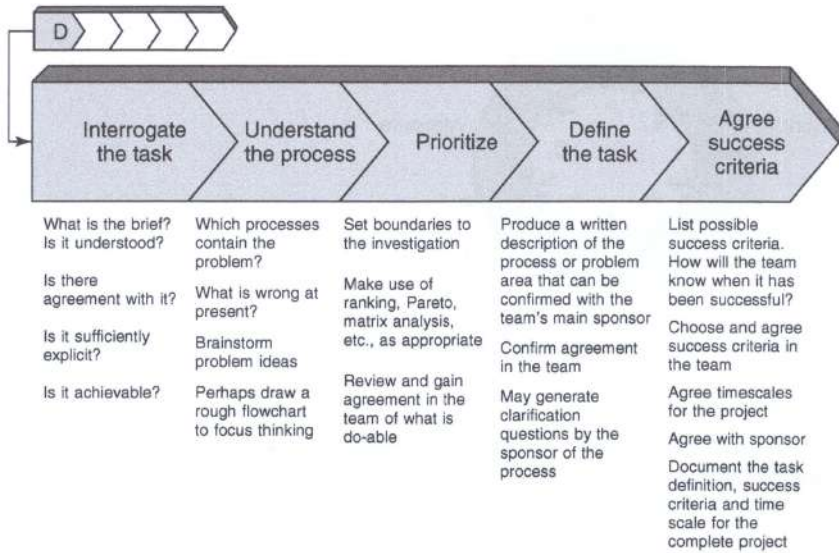 D
Interrogate
the task
Understand
the process
Prioritize
Define
the task
Agree
success
criteria
What is the brief?
Is it understood?
Is there
agreement with it?
Is it sufficiently
explicit?
Is it achievable?
Which processes
contain the
problem?
What is wrong at
present?
Brainstorm
problem ideas
Perhaps draw a
rough flowchart
to focus thinking
Set boundaries to
the investigation
Make use of
ranking, Pareto,
matrix analysis,
etc., as appropriate
Review and gain
agreement in the
team of what is
do-able
Produce a written
description of the
process or problem
area that can be
confirmed with the
team's main sponsor
Confirm agreement
in the team
May generate
clarification
questions by the
sponsor of the
process
List possible
success criteria.
How will the team
know when it has
been successful?
Choose and agree
success criteria in
the team
Agree timescales
for the project
Agree with sponsor
Document the task
definition, success
criteria and time
scale for the
complete project